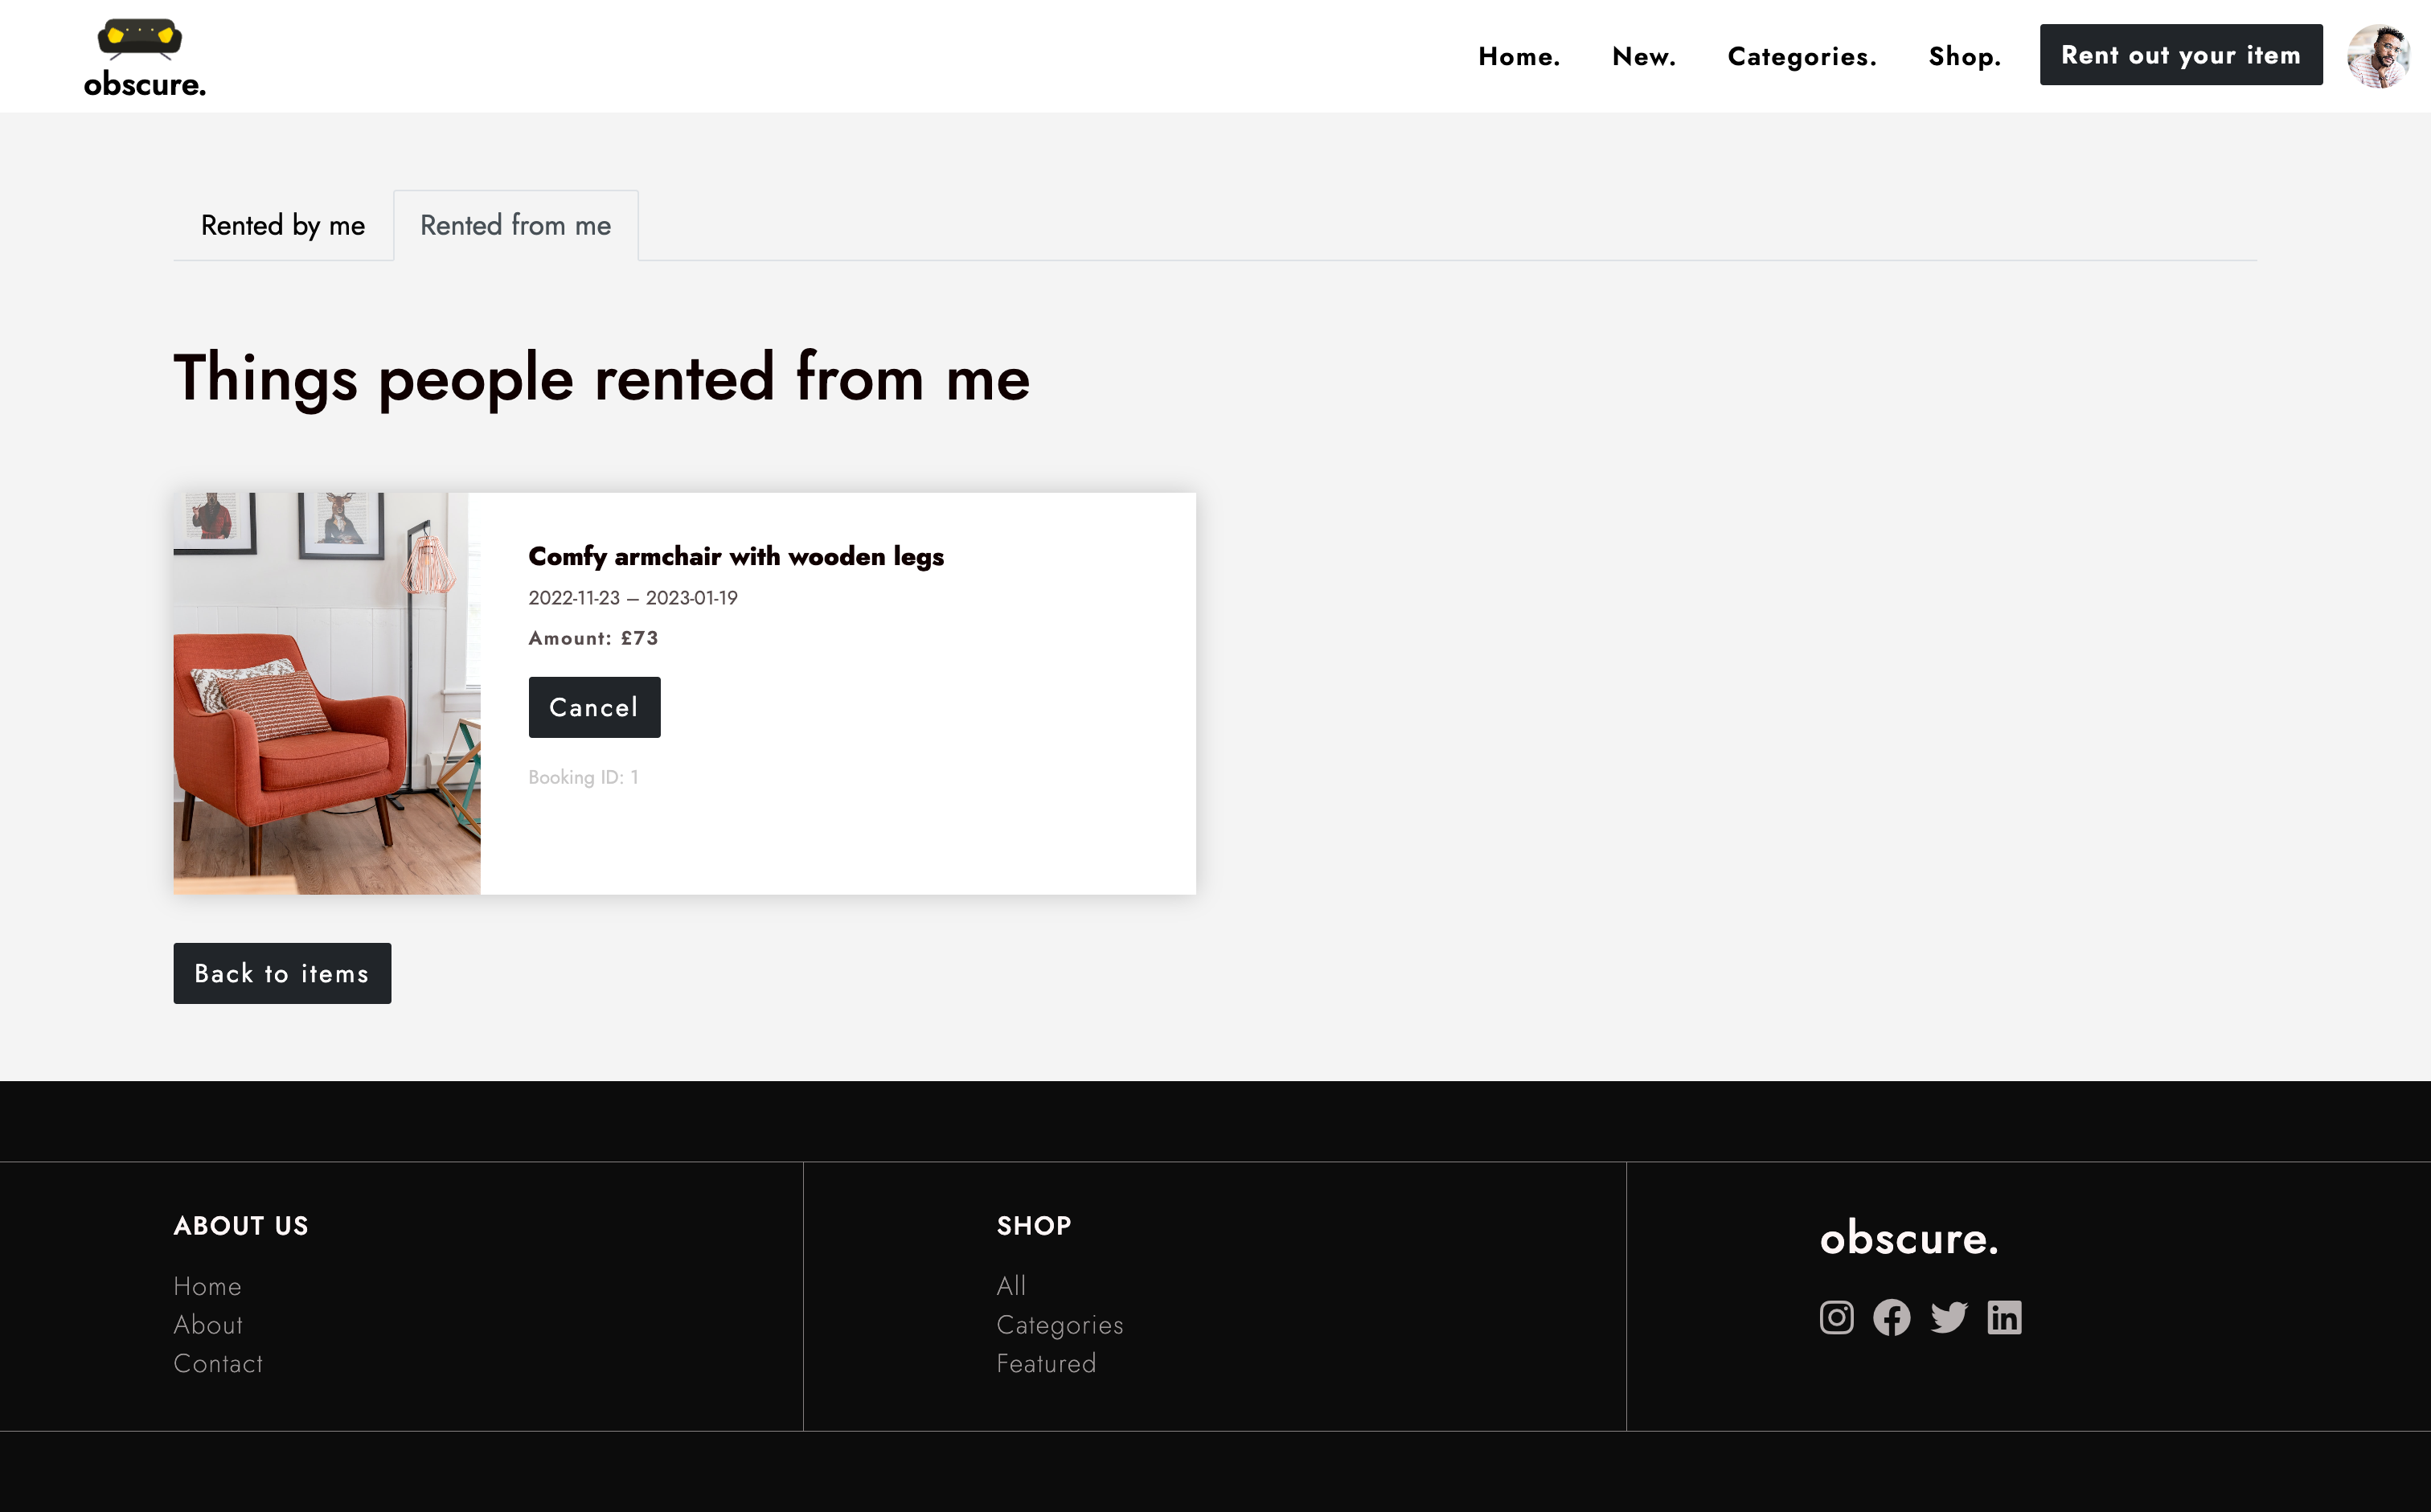 obscure.
Home. New. Categories. Shop. Rent out your item
Rented by me Rented from me
Things people rented from me
Comfy armchair with wooden legs
2022-11-23 – 2023-01-19
Amount: £73
Cancel
Booking ID: 1
Back to items
ABOUT US
Home
About
Contact
SHOP
All
Categories
Featured
obscure.